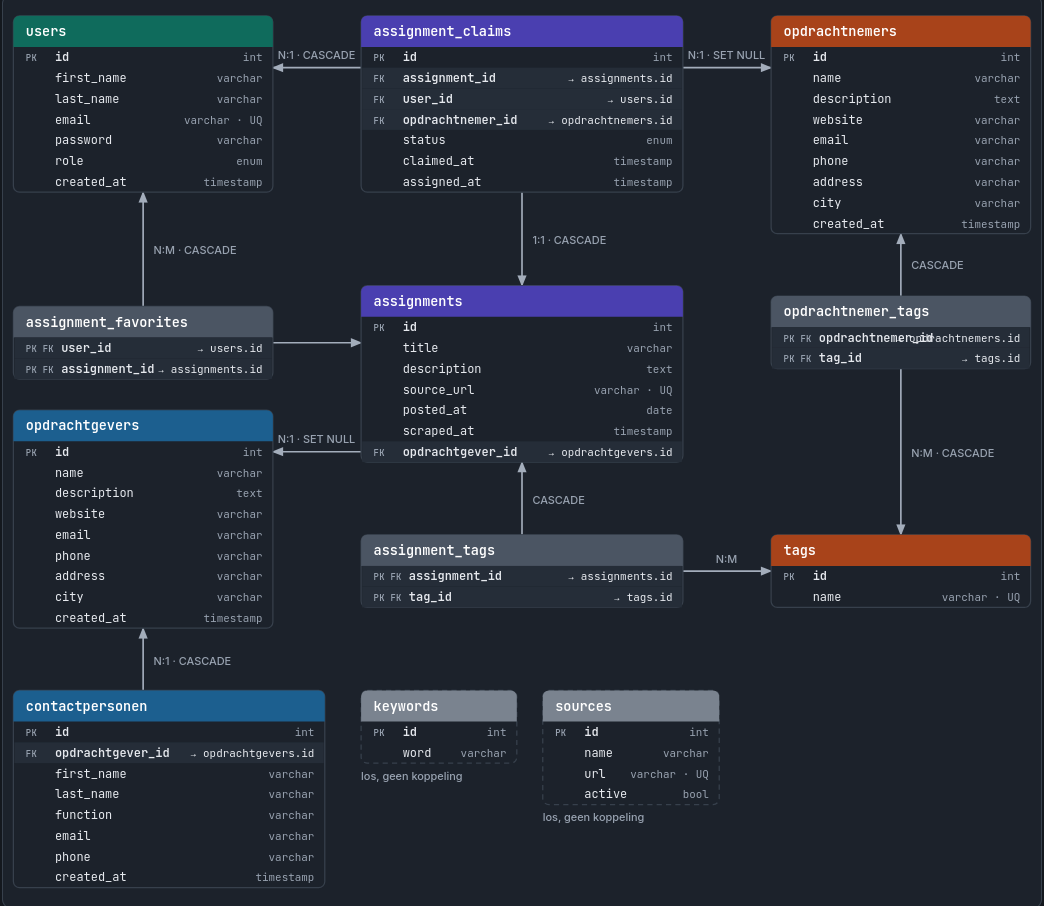 users
PK id int
first_name varchar
last_name varchar
email varchar · UQ
password varchar
role enum
created_at timestamp
N:1 · CASCADE
assignment_claims
PK id int
FK assignment_id → assignments.id
FK user_id → users.id
FK opdrachtnemer_id → opdrachtnemers.id
status enum
claimed_at timestamp
assigned_at timestamp
N:1 · SET NULL
opdrachtnemers
PK id int
name varchar
description text
website varchar
email varchar
phone varchar
address varchar
city varchar
created_at timestamp
N:M · CASCADE
1:1 · CASCADE
CASCADE
assignment_favorites
PK FK user_id → users.id
PK FK assignment_id → assignments.id
assignments
PK id int
title varchar
description text
source_url varchar · UQ
posted_at date
scraped_at timestamp
FK opdrachtgever_id → opdrachtgevers.id
opdrachtnemer_tags
PK FK opdrachtnemer_id → opdrachtnemers.id
PK FK tag_id → tags.id
opdrachtgevers
PK id int
name varchar
description text
website varchar
email varchar
phone varchar
address varchar
city varchar
created_at timestamp
N:1 · SET NULL
CASCADE
N:M · CASCADE
assignment_tags
PK FK assignment_id → assignments.id
PK FK tag_id → tags.id
N:M
tags
PK id int
name varchar · UQ
N:1 · CASCADE
contactpersonen
PK id int
FK opdrachtgever_id → opdrachtgevers.id
first_name varchar
last_name varchar
function varchar
email varchar
phone varchar
created_at timestamp
keywords
PK id int
word varchar
los, geen koppeling
sources
PK id int
name varchar
url varchar · UQ
active bool
los, geen koppeling